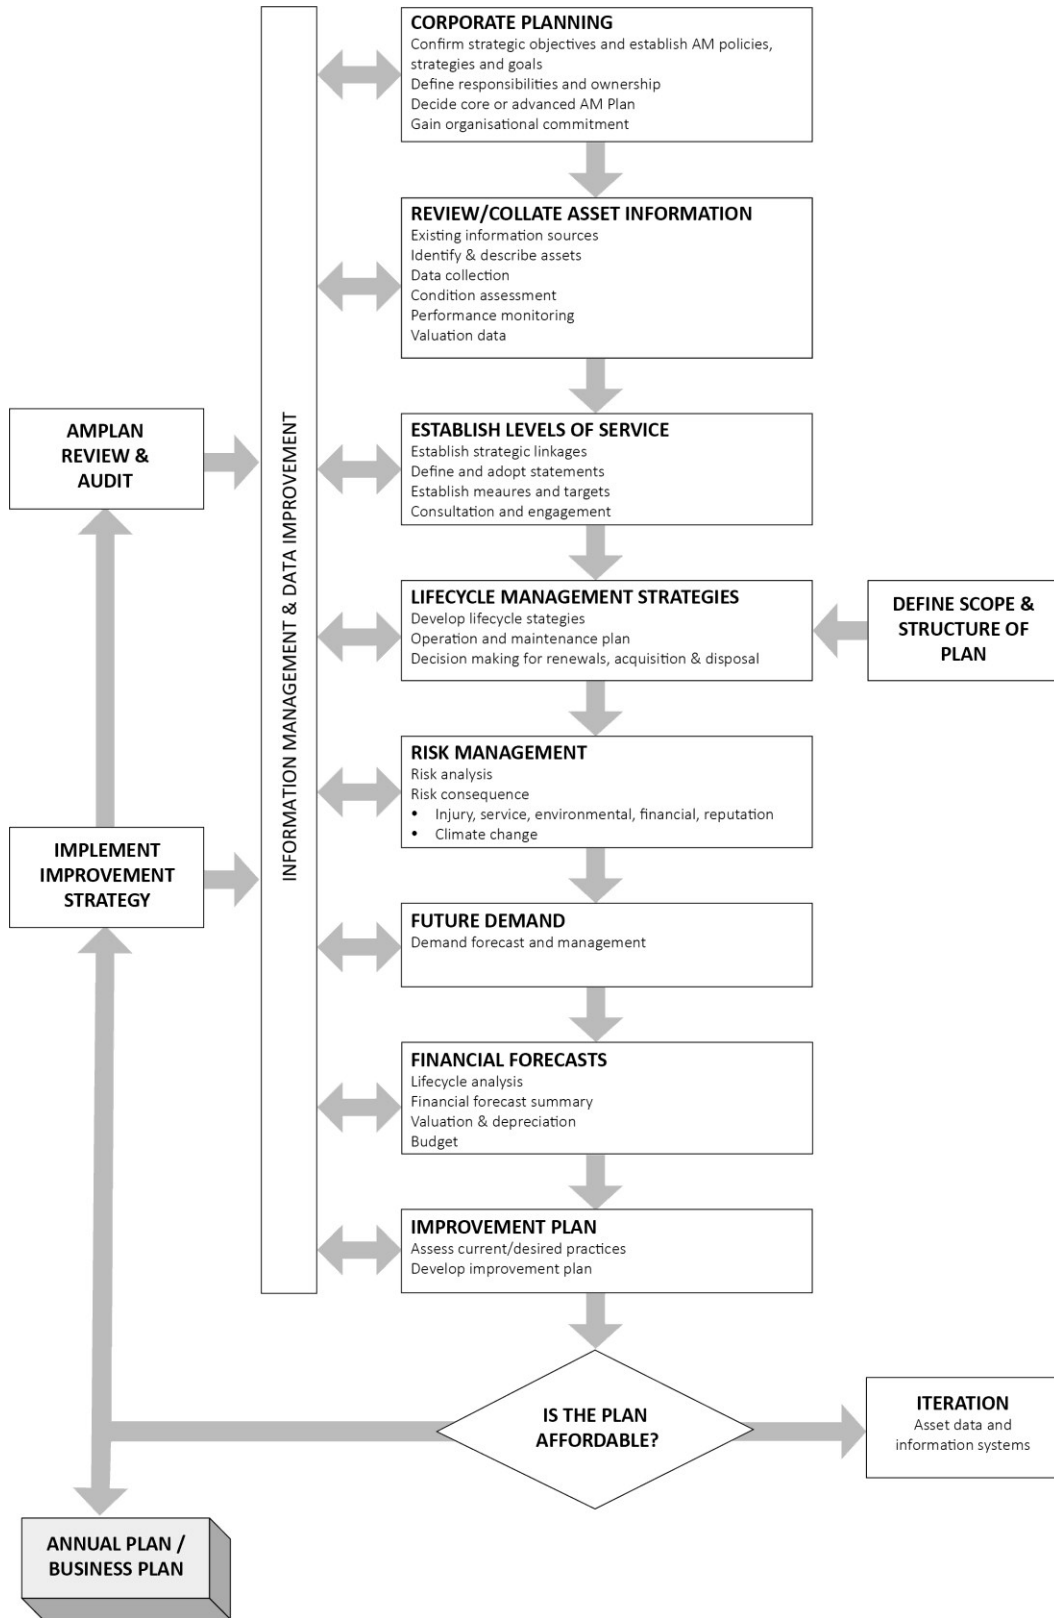 CORPORATE PLANNING
Confirm strategic objectives and establish AM policies,
strategies and goals
Define responsibilities and ownership
Decide core or advanced AM Plan
Gain organisational commitment
REVIEW/COLLATE ASSET INFORMATION
Existing information sources
Identify & describe assets
Data collection
Condition assessment
Performance monitoring
Valuation data
AMPLAN
REVIEW &
AUDIT
INFORMATION MANAGEMENT & DATA IMPROVEMENT
ESTABLISH LEVELS OF SERVICE
Establish strategic linkages
Define and adopt statements
Establish meaures and targets
Consultation and engagement
LIFECYCLE MANAGEMENT STRATEGIES
Develop lifecycle stategies
Operation and maintenance plan
Decision making for renewals, acquisition & disposal
DEFINE SCOPE &
STRUCTURE OF
PLAN
RISK MANAGEMENT
Risk analysis
Risk consequence
• Injury, service, environmental, financial, reputation
• Climate change
IMPLEMENT
IMPROVEMENT
STRATEGY
FUTURE DEMAND
Demand forecast and management
FINANCIAL FORECASTS
Lifecycle analysis
Financial forecast summary
Valuation & depreciation
Budget
IMPROVEMENT PLAN
Assess current/desired practices
Develop improvement plan
IS THE PLAN
AFFORDABLE?
ITERATION
Asset data and
information systems
ANNUAL PLAN /
BUSINESS PLAN